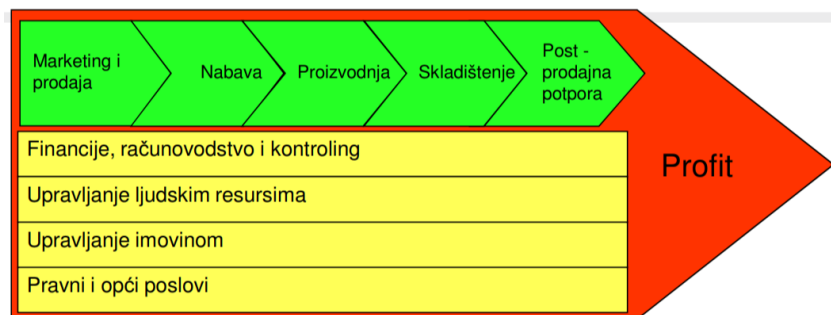 Marketing i
prodaja
Nabava
Proizvodnja
Skladištenje
Post -
prodajna
potpora
Financije, računovodstvo i kontroling
Upravljanje ljudskim resursima
Upravljanje imovinom
Pravni i opći poslovi
Profit